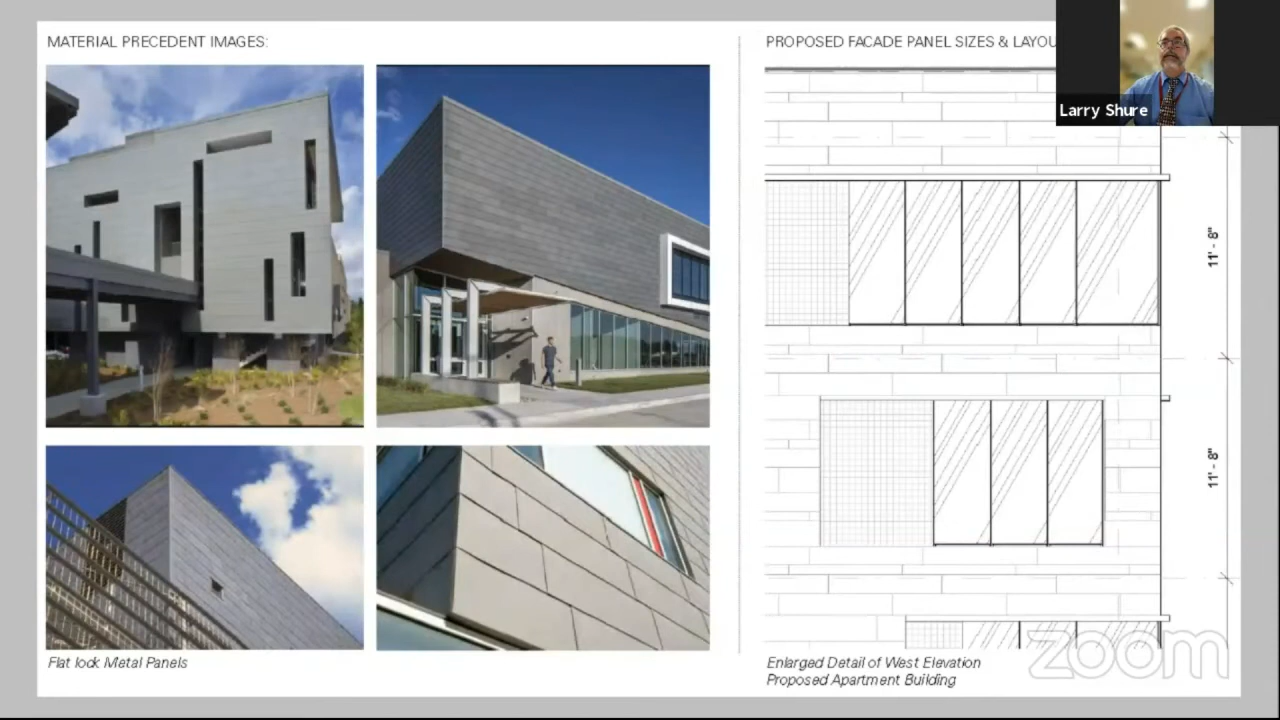 MATERIAL PRECEDENT IMAGES:
PROPOSED FACADE PANEL SIZES & LAYOU
Larry Shure
11' - 8"
11' - 8"
Flat lock Metal Panels
Enlarged Detail of West Elevation
Proposed Apartment Building
zoom